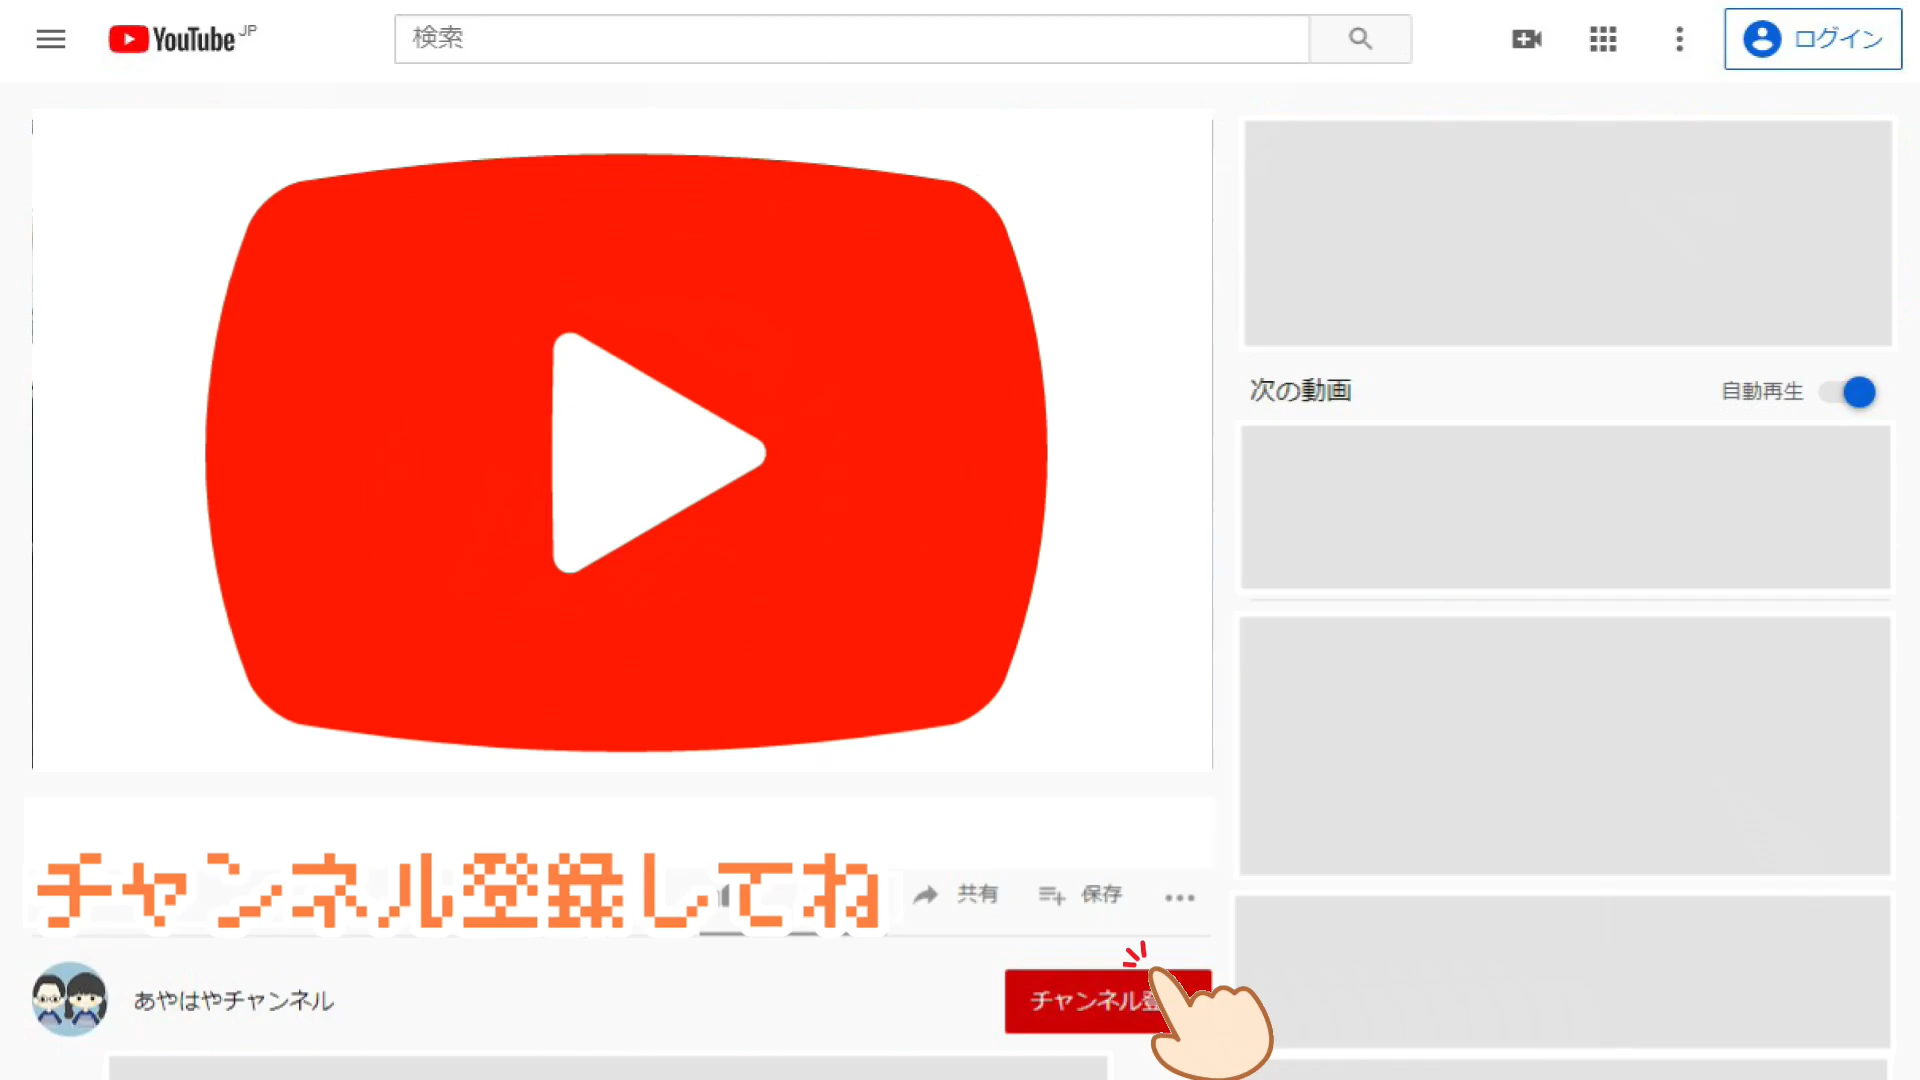 YouTube JP
検索
ログイン
次の動画
自動再生
チャンネル登録してね
共有
保存
あやはやチャンネル
チャンネル登